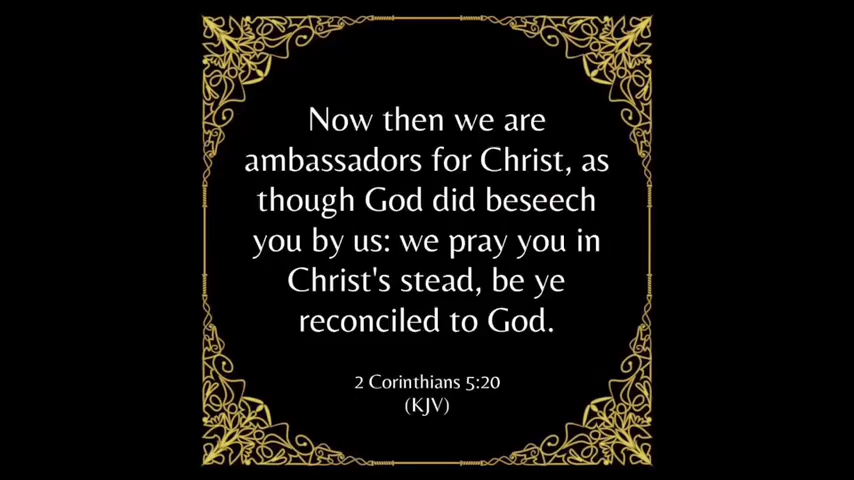 Now then we are
ambassadors for Christ, as
though God did beseech
you by us: we pray you in
Christ's stead, be ye
reconciled to God.
2 Corinthians 5:20
(KJV)